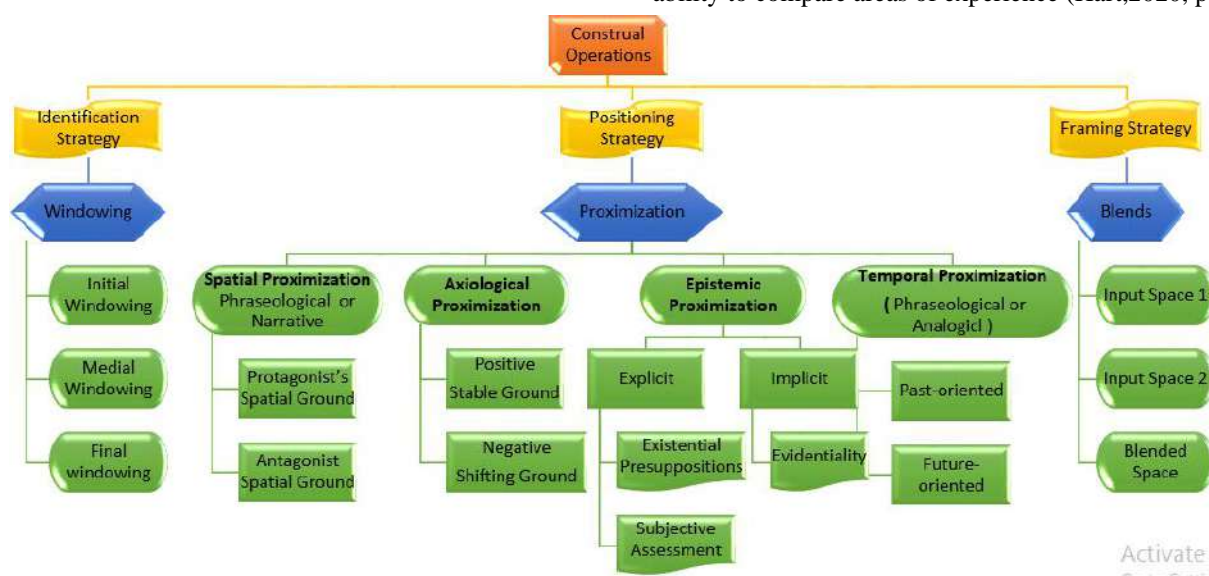 ability to compare areas of experience (Hart,2020, p
Construal
Operations
Identification
Strategy
Positioning
Strategy
Framing Strategy
Windowing
Proximization
Blends
Initial
Windowing
Medial
Windowing
Final
windowing
Spatial Proximization
Phraseological or
Narrative
Protagonist's
Spatial Ground
Antagonist
Spatial Ground
Axiological
Proximization
Positive
Stable Ground
Negative
Shifting Ground
Epistemic
Proximization
Explicit
Implicit
Existential
Presuppositions
Subjective
Assessment
Evidentiality
Temporal Proximization
( Phraseological or
Analogicl )
Past-oriented
Future-
oriented
Input Space 1
Input Space 2
Blended
Space
Activate